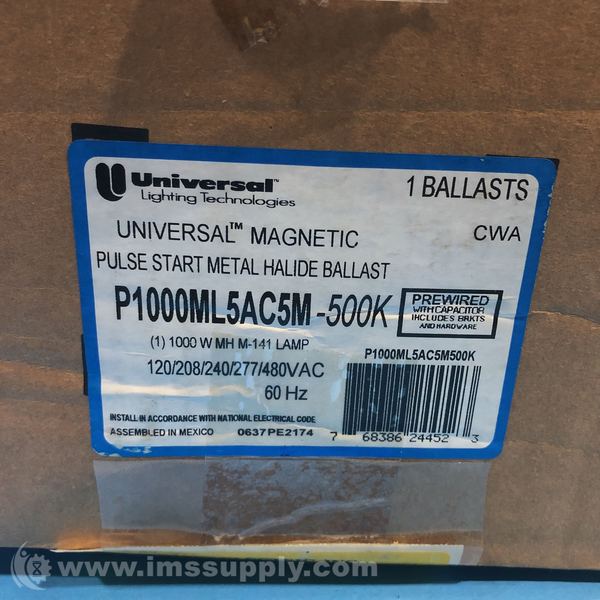 Universal™
Lighting Technologies
1 BALLASTS
UNIVERSAL™ MAGNETIC
CWA
PULSE START METAL HALIDE BALLAST
P1000ML5AC5M-500K
PREWIRED
WITH CAPACITOR
INCLUDES BRKTS
AND HARDWARE
(1) 1000 W MH M-141 LAMP
P1000ML5AC5M500K
120/208/240/277/480VAC
60 Hz
INSTALL IN ACCORDANCE WITH NATIONAL ELECTRICAL CODE
ASSEMBLED IN MEXICO 0637PE2174
7 68386 24452 3
www.imssupply.com